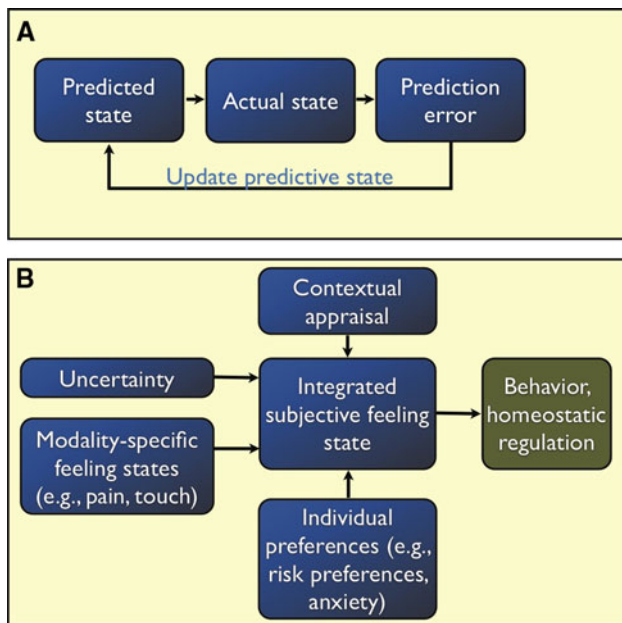 A
Predicted
state
Actual state
Prediction
error
Update predictive state
B
Contextual
appraisal
Uncertainty
Integrated
subjective feeling
state
Behavior,
homeostatic
regulation
Modality-specific
feeling states
(e.g., pain, touch)
Individual
preferences (e.g.,
risk preferences,
anxiety)